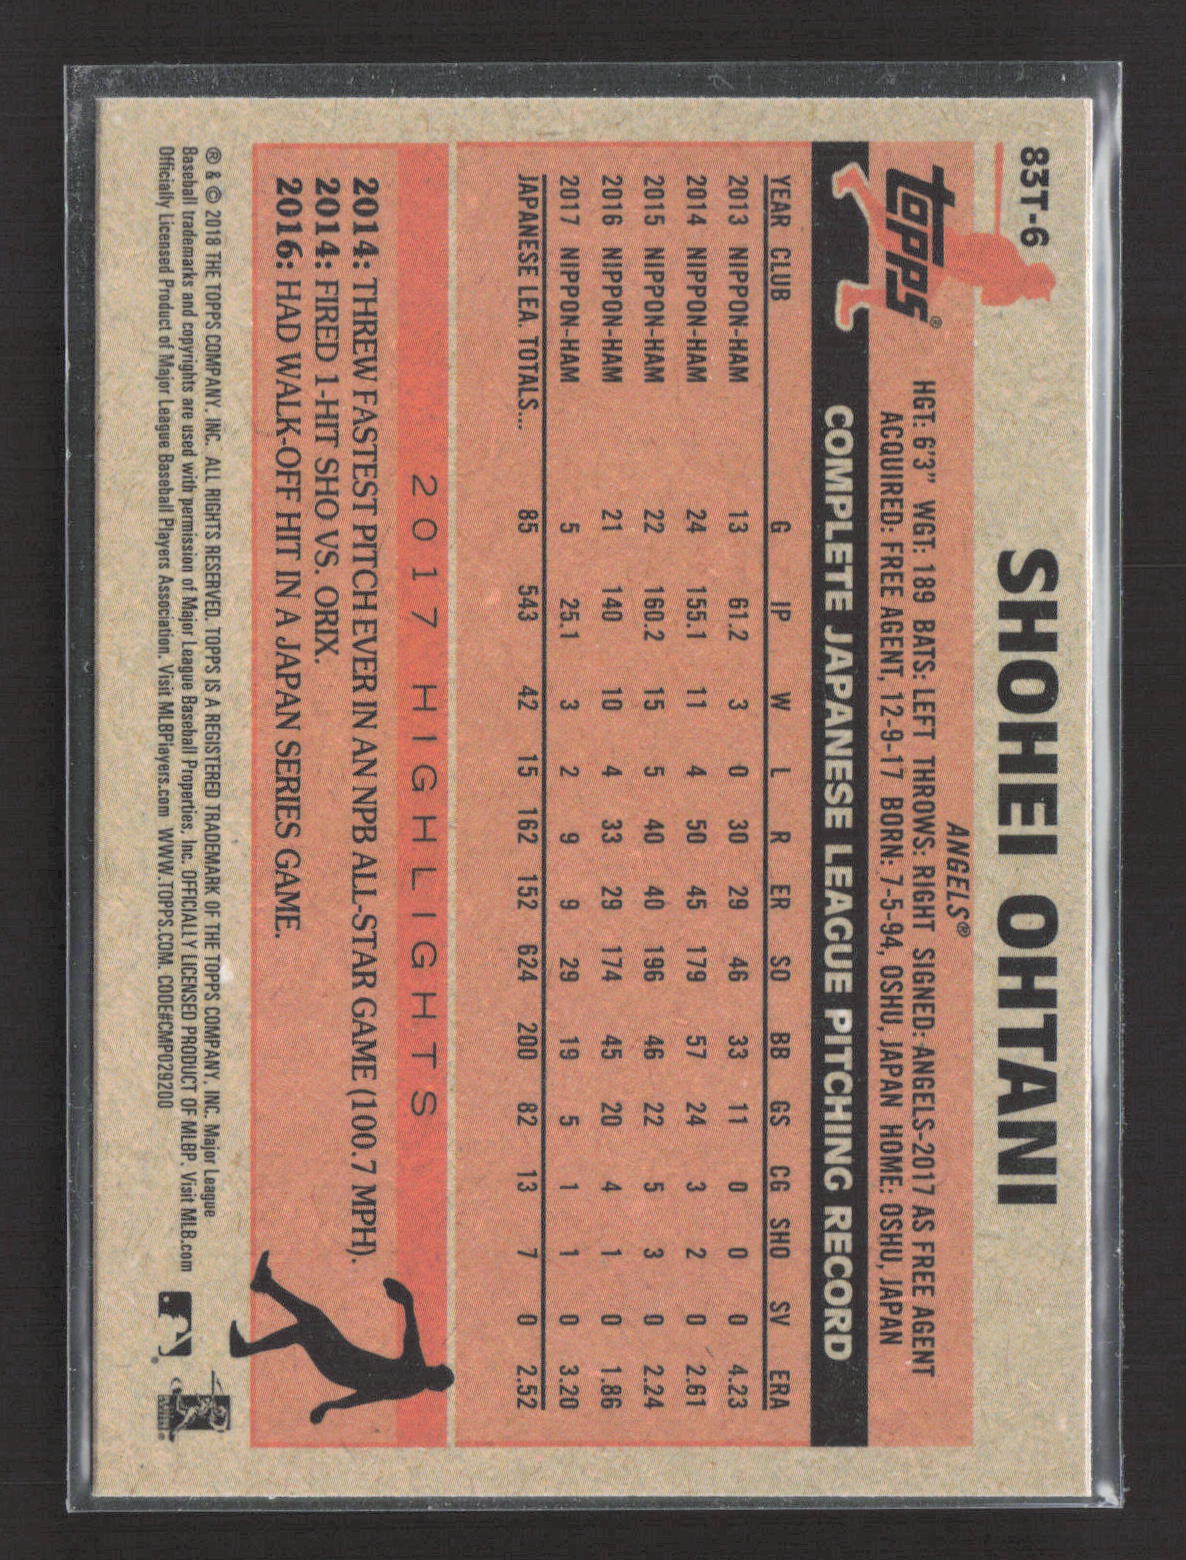 83T-6
SHOHEI OHTANI
topps®
ANGELS®
HGT: 6'3" WGT: 189 BATS: LEFT THROWS: RIGHT SIGNED: ANGELS-2017 AS FREE AGENT
ACQUIRED: FREE AGENT, 12-9-17 BORN: 7-5-94, OSHU, JAPAN HOME: OSHU, JAPAN
COMPLETE JAPANESE LEAGUE PITCHING RECORD
YEAR CLUB G IP W L R ER SO BB GS CG SHO SV ERA
2013 NIPPON-HAM 13 61.2 3 0 30 29 46 33 11 0 0 0 4.23
2014 NIPPON-HAM 24 155.1 11 4 50 45 179 57 24 3 2 0 2.61
2015 NIPPON-HAM 22 160.2 15 5 40 40 196 46 22 5 3 0 2.24
2016 NIPPON-HAM 21 140 10 4 33 29 174 45 20 4 1 0 1.86
2017 NIPPON-HAM 5 25.1 3 2 9 9 29 19 5 1 1 0 3.20
JAPANESE LEA. TOTALS... 85 543 42 15 162 152 624 200 82 13 7 0 2.52
2017 HIGHLIGHTS
2014: THREW FASTEST PITCH EVER IN AN NPB ALL-STAR GAME (100.7 MPH).
2014: FIRED 1-HIT SHO VS. ORIX.
2016: HAD WALK-OFF HIT IN A JAPAN SERIES GAME.
® & © 2018 THE TOPPS COMPANY, INC. ALL RIGHTS RESERVED. TOPPS IS A REGISTERED TRADEMARK OF THE TOPPS COMPANY, INC. Major League
Baseball trademarks and copyrights are used with permission of Major League Baseball Properties, Inc. OFFICIALLY LICENSED PRODUCT OF MLBP. Visit MLB.com
Officially Licensed Product of Major League Baseball Players Association. Visit MLBPlayers.com WWW.TOPPS.COM. CODE#CMP029200